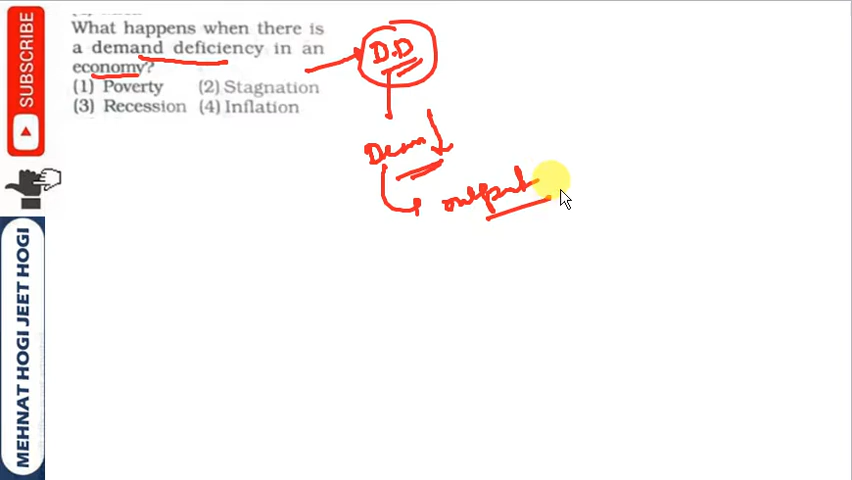 What happens when there is
a demand deficiency in an
economy?
(1) Poverty (2) Stagnation
(3) Recession (4) Inflation
D.D
Dem
output
SUBSCRIBE
MEHNAT HOGI JEET HOGI